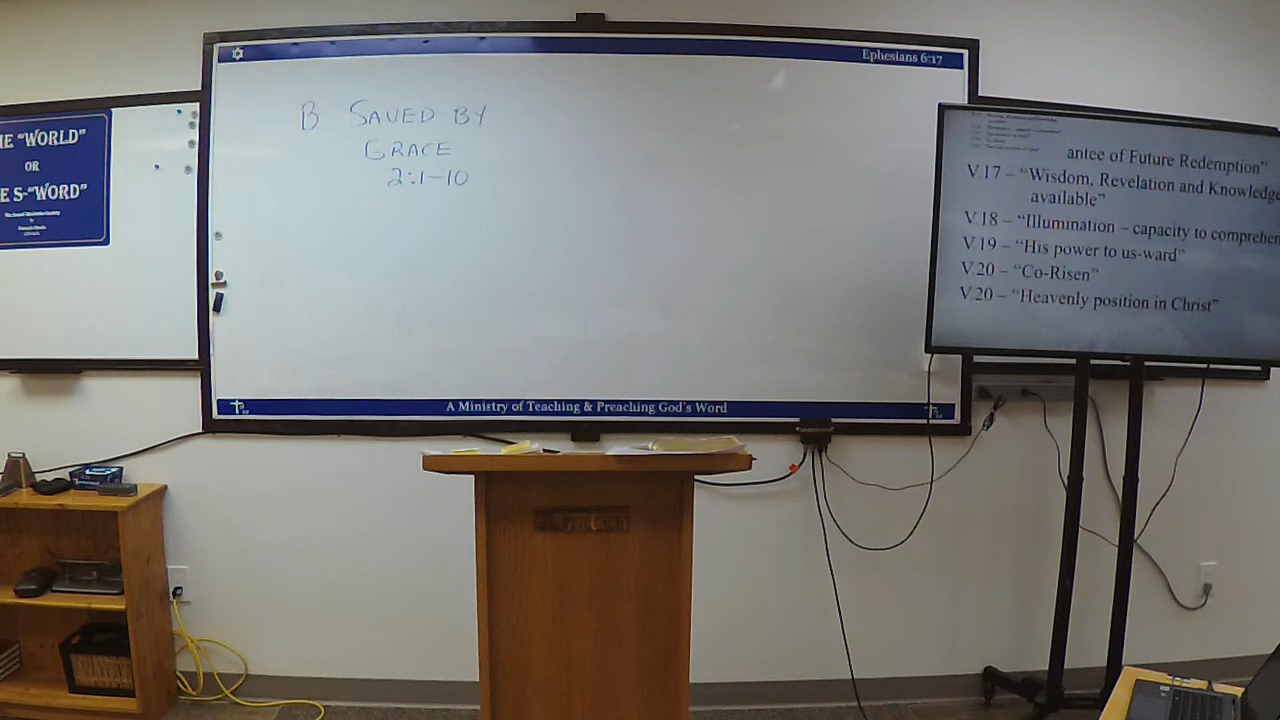 HE "WORLD"
OR
E S-"WORD"
Ephesians 6:17
B SAVED BY
GRACE
2:1-10
A Ministry of Teaching & Preaching God's Word
antee of Future Redemption"
V.17 – "Wisdom, Revelation and Knowledge
available"
V.18 – "Illumination – capacity to comprehen
V.19 – "His power to us-ward"
V.20 – "Co-Risen"
V.20 – "Heavenly position in Christ"